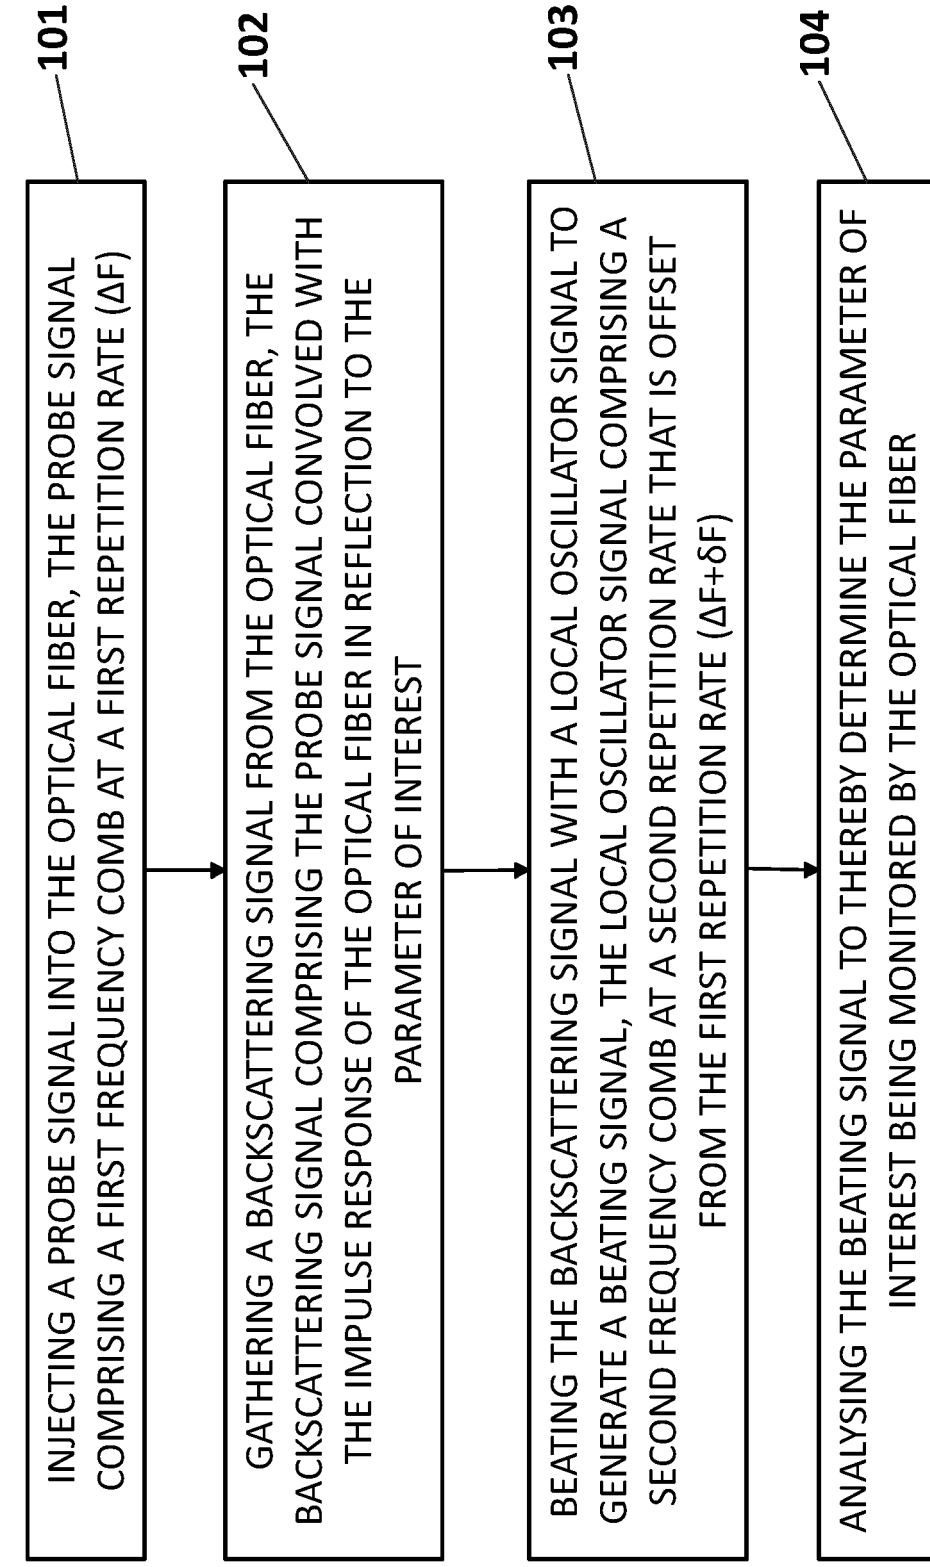 101
INJECTING A PROBE SIGNAL INTO THE OPTICAL FIBER, THE PROBE SIGNAL
COMPRISING A FIRST FREQUENCY COMB AT A FIRST REPETITION RATE (ΔF)
102
GATHERING A BACKSCATTERING SIGNAL FROM THE OPTICAL FIBER, THE
BACKSCATTERING SIGNAL COMPRISING THE PROBE SIGNAL CONVOLVED WITH
THE IMPULSE RESPONSE OF THE OPTICAL FIBER IN REFLECTION TO THE
PARAMETER OF INTEREST
103
BEATING THE BACKSCATTERING SIGNAL WITH A LOCAL OSCILLATOR SIGNAL TO
GENERATE A BEATING SIGNAL, THE LOCAL OSCILLATOR SIGNAL COMPRISING A
SECOND FREQUENCY COMB AT A SECOND REPETITION RATE THAT IS OFFSET
FROM THE FIRST REPETITION RATE (ΔF+δF)
104
ANALYSING THE BEATING SIGNAL TO THEREBY DETERMINE THE PARAMETER OF
INTEREST BEING MONITORED BY THE OPTICAL FIBER